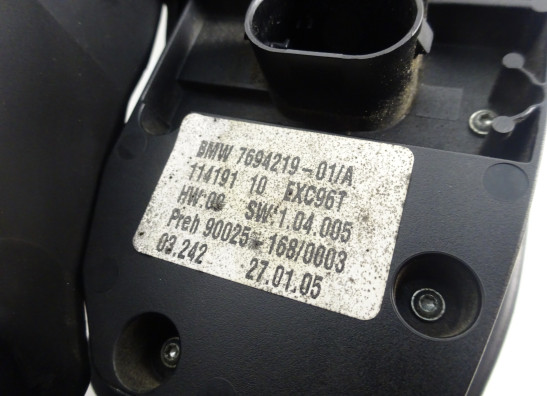 BMW 7694219-01/A
114191 10 EXC96T
HW:09 SW:1.04.005
Preh 90025-168/0003
03.242 27.01.05